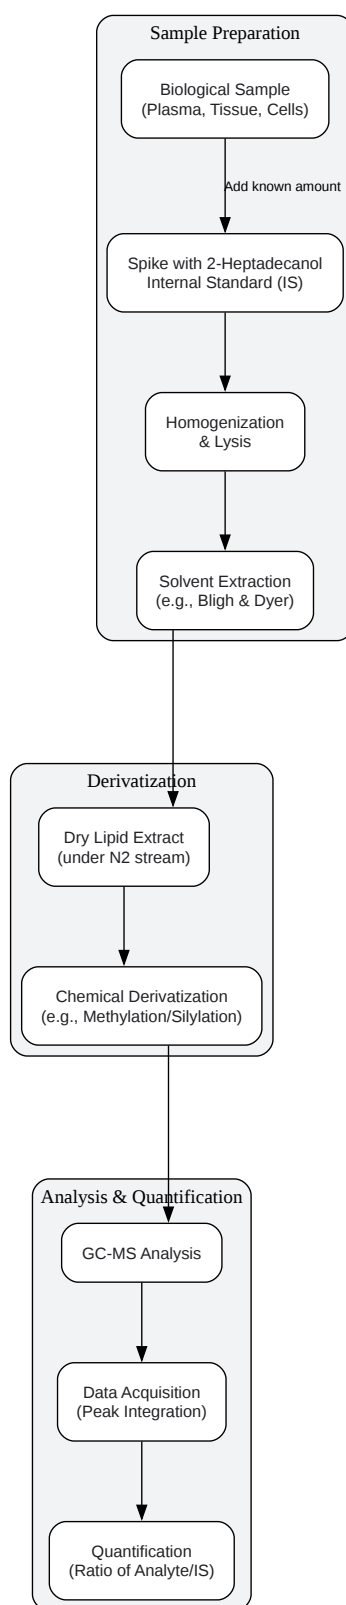 Sample Preparation
Biological Sample
(Plasma, Tissue, Cells)
Add known amount
Spike with 2-Heptadecanol
Internal Standard (IS)
Homogenization
& Lysis
Solvent Extraction
(e.g., Bligh & Dyer)
Derivatization
Dry Lipid Extract
(under N2 stream)
Chemical Derivatization
(e.g., Methylation/Silylation)
Analysis & Quantification
GC-MS Analysis
Data Acquisition
(Peak Integration)
Quantification
(Ratio of Analyte/IS)